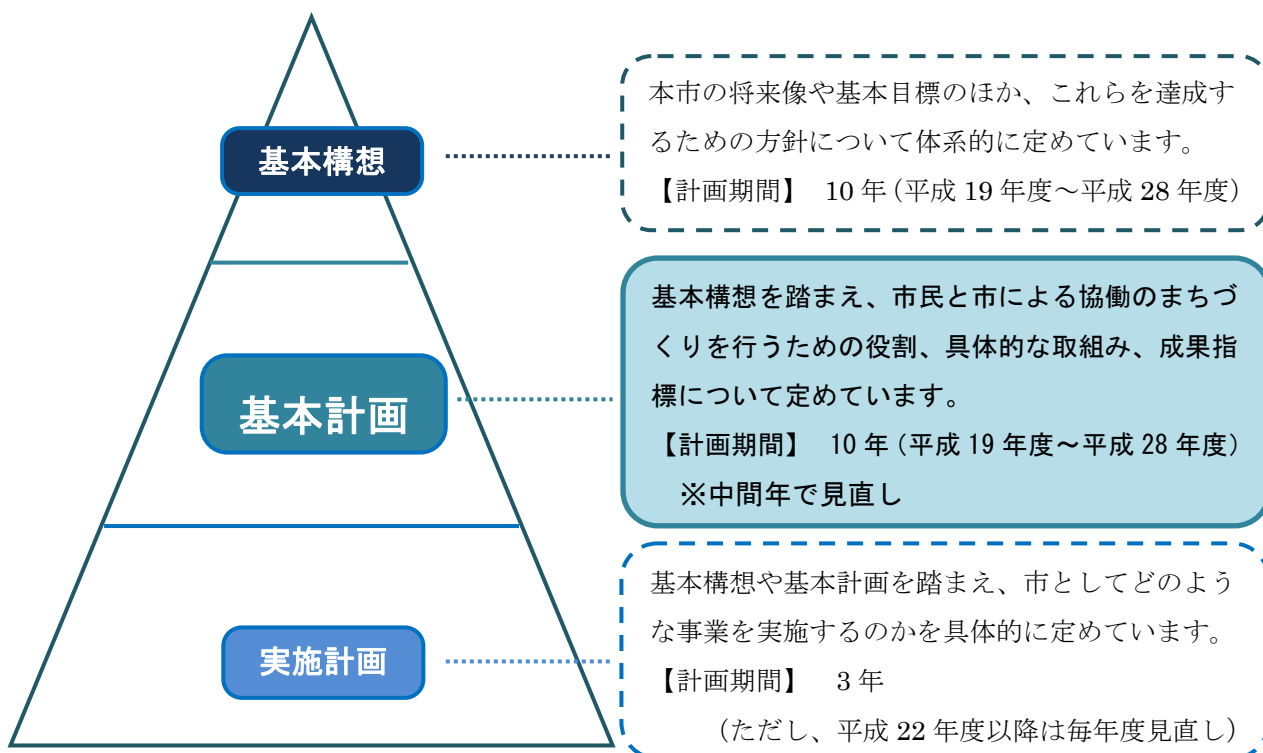 基本構想
本市の将来像や基本目標のほか、これらを達成す
るための方針について体系的に定めています。
【計画期間】 10年(平成19年度～平成28年度)
基本計画
基本構想を踏まえ、市民と市による協働のまちづ
くりを行うための役割、具体的な取組み、成果指
標について定めています。
【計画期間】 10年(平成19年度～平成28年度)
※中間年で見直し
実施計画
基本構想や基本計画を踏まえ、市としてどのよう
な事業を実施するのかを具体的に定めています。
【計画期間】 3年
(ただし、平成22年度以降は毎年度見直し)